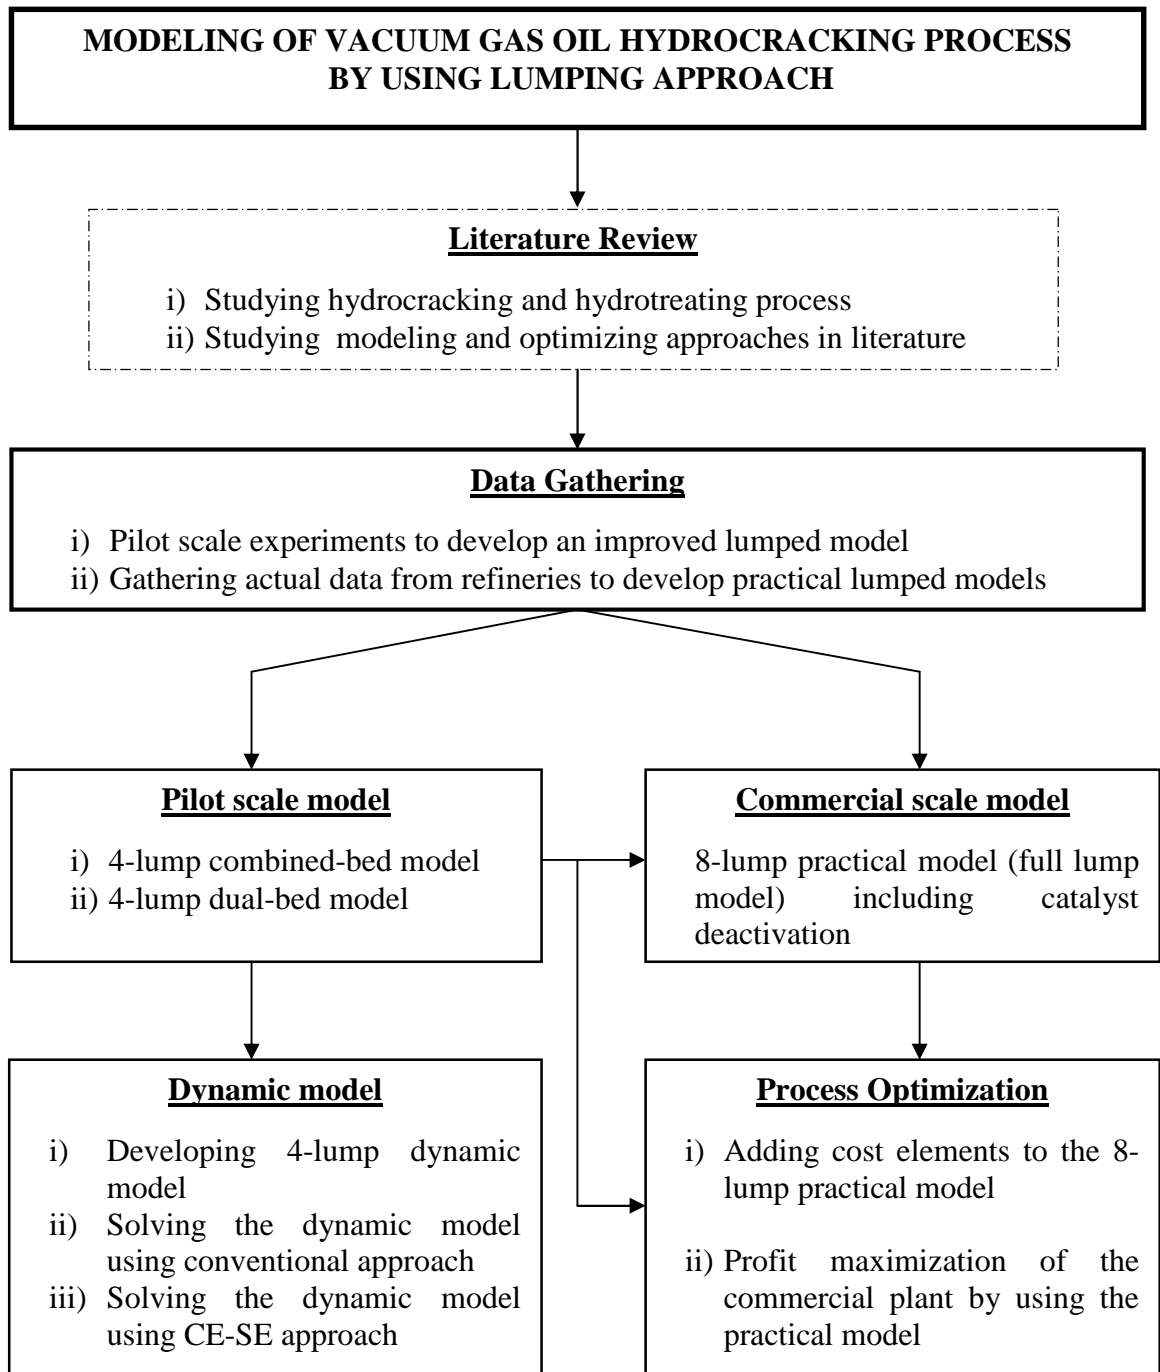 MODELING OF VACUUM GAS OIL HYDROCRACKING PROCESS
BY USING LUMPING APPROACH
Literature Review
i) Studying hydrocracking and hydrotreating process
ii) Studying modeling and optimizing approaches in literature
Data Gathering
i) Pilot scale experiments to develop an improved lumped model
ii) Gathering actual data from refineries to develop practical lumped models
Pilot scale model
i) 4-lump combined-bed model
ii) 4-lump dual-bed model
Commercial scale model
8-lump practical model (full lump
model) including catalyst
deactivation
Dynamic model
i) Developing 4-lump dynamic
model
ii) Solving the dynamic model
using conventional approach
iii) Solving the dynamic model
using CE-SE approach
Process Optimization
i) Adding cost elements to the 8-
lump practical model
ii) Profit maximization of the
commercial plant by using the
practical model